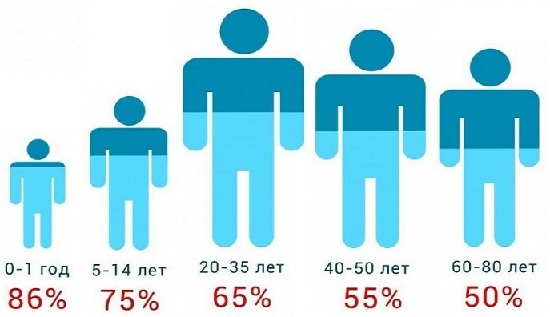 0-1 год
86%
5-14 лет
75%
20-35 лет
65%
40-50 лет
55%
60-80 лет
50%